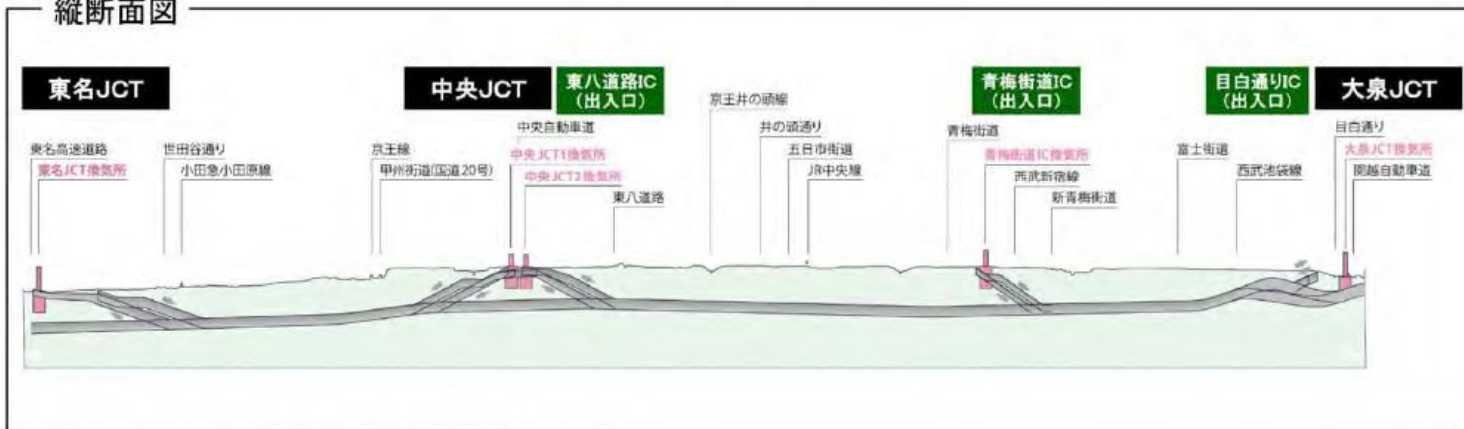 縦断面図
東名JCT
中央JCT
東八道路IC
(出入口)
青梅街道IC
(出入口)
目白通りIC
(出入口)
大泉JCT
東名高速道路
東名JCT換気所
世田谷通り
小田急小田原線
京王線
甲州街道(国道20号)
中央自動車道
中央JCT1換気所
中央JCT2換気所
東八道路
京王井の頭線
井の頭通り
五日市街道
JR中央線
青梅街道
青梅街道IC換気所
西武新宿線
新青梅街道
富士街道
西武池袋線
目白通り
大泉JCT換気所
関越自動車道